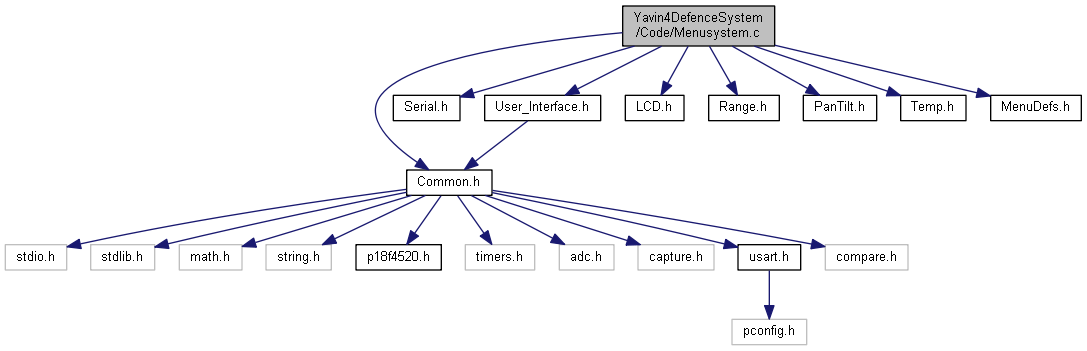 Yavin4DefenceSystem
/Code/Menusystem.c
Serial.h
User_Interface.h
LCD.h
Range.h
PanTilt.h
Temp.h
MenuDefs.h
Common.h
stdio.h
stdlib.h
math.h
string.h
p18f4520.h
timers.h
adc.h
capture.h
usart.h
compare.h
pconfig.h